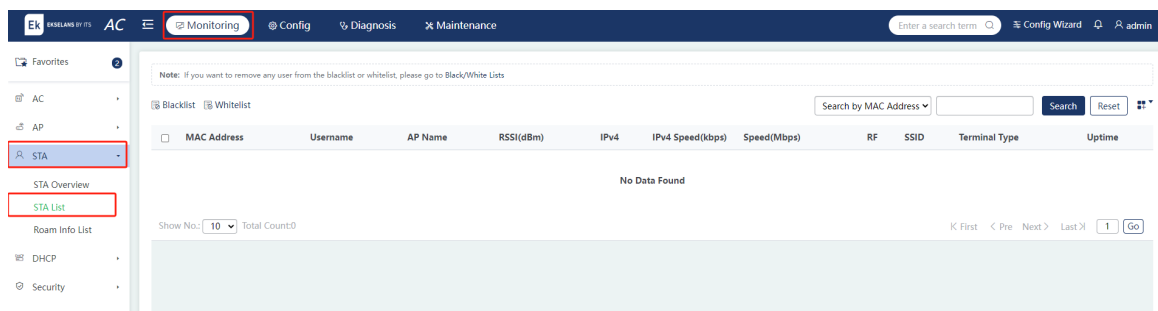 Ek EKSELANS BY ITS AC Monitoring Config Diagnosis Maintenance Enter a search term Config Wizard admin
Favorites 2
AC
AP
STA
STA Overview
STA List
Roam Info List
DHCP
Security
Note: If you want to remove any user from the blacklist or whitelist, please go to Black/White Lists
Blacklist Whitelist Search by MAC Address Search Reset
MAC Address Username AP Name RSSI(dBm) IPv4 IPv4 Speed(kbps) Speed(Mbps) RF SSID Terminal Type Uptime
No Data Found
Show No.: 10 Total Count:0 First Pre Next Last 1 Go